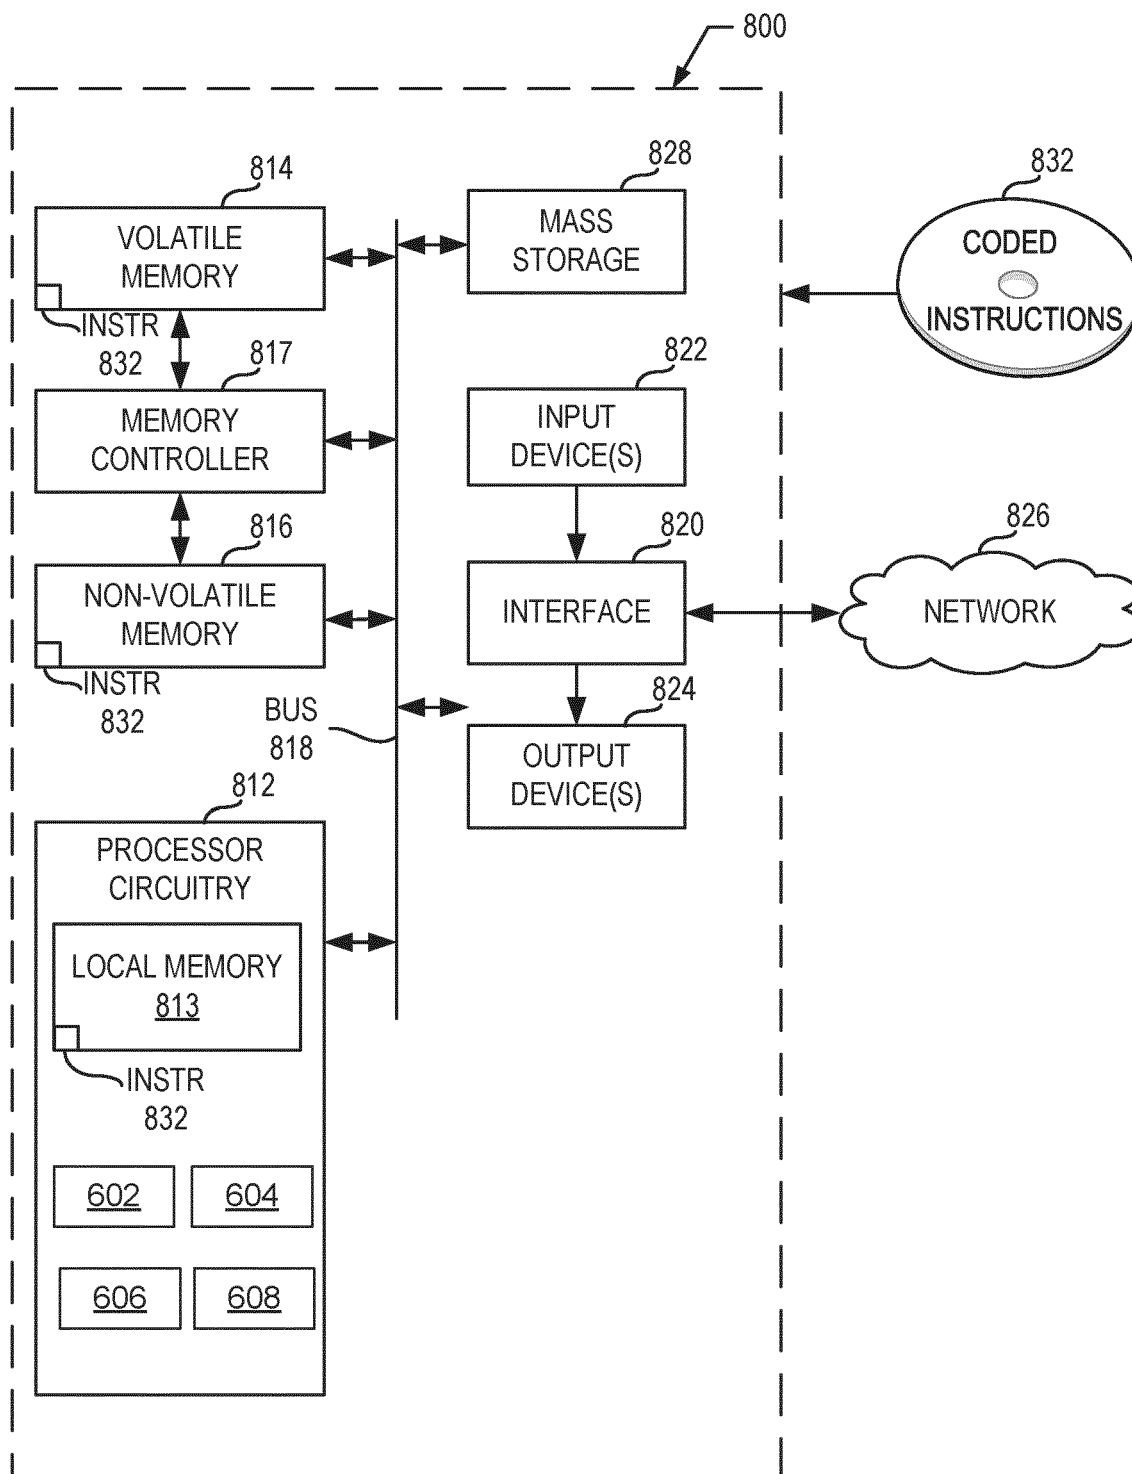 800
814
VOLATILE
MEMORY
INSTR
832
828
MASS
STORAGE
832
CODED
INSTRUCTIONS
817
MEMORY
CONTROLLER
822
INPUT
DEVICE(S)
816
NON-VOLATILE
MEMORY
INSTR
832
820
INTERFACE
826
NETWORK
BUS
818
824
OUTPUT
DEVICE(S)
812
PROCESSOR
CIRCUITRY
LOCAL MEMORY
813
INSTR
832
602
604
606
608